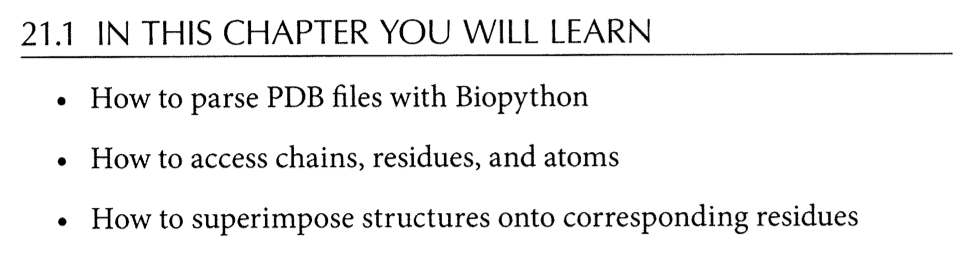 21.1 IN THIS CHAPTER YOU WILL LEARN
• How to parse PDB files with Biopython
• How to access chains, residues, and atoms
• How to superimpose structures onto corresponding residues